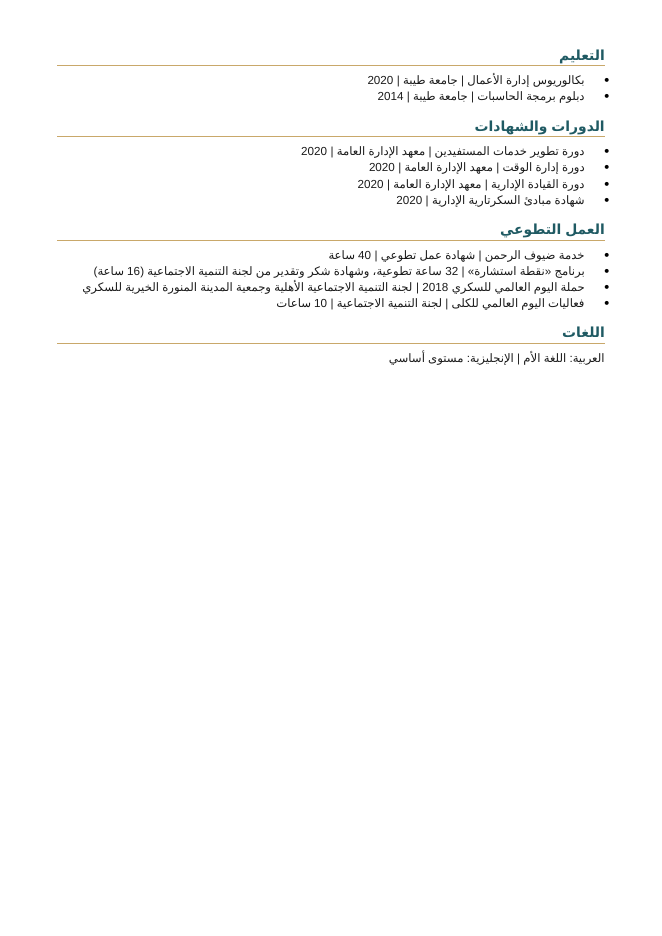 التعليم
• بكالوريوس إدارة الأعمال | جامعة طيبة | 2020
• دبلوم برمجة الحاسبات | جامعة طيبة | 2014
الدورات والشهادات
• دورة تطوير خدمات المستفيدين | معهد الإدارة العامة | 2020
• دورة إدارة الوقت | معهد الإدارة العامة | 2020
• دورة القيادة الإدارية | معهد الإدارة العامة | 2020
• شهادة مبادئ السكرتارية الإدارية | 2020
العمل التطوعي
• خدمة ضيوف الرحمن | شهادة عمل تطوعي | 40 ساعة
• برنامج «نقطة استشارة» | 32 ساعة تطوعية، وشهادة شكر وتقدير من لجنة التنمية الاجتماعية (16 ساعة)
• حملة اليوم العالمي للسكري 2018 | لجنة التنمية الاجتماعية الأهلية وجمعية المدينة المنورة الخيرية للسكري
• فعاليات اليوم العالمي للكلى | لجنة التنمية الاجتماعية | 10 ساعات
اللغات
العربية: اللغة الأم | الإنجليزية: مستوى أساسي